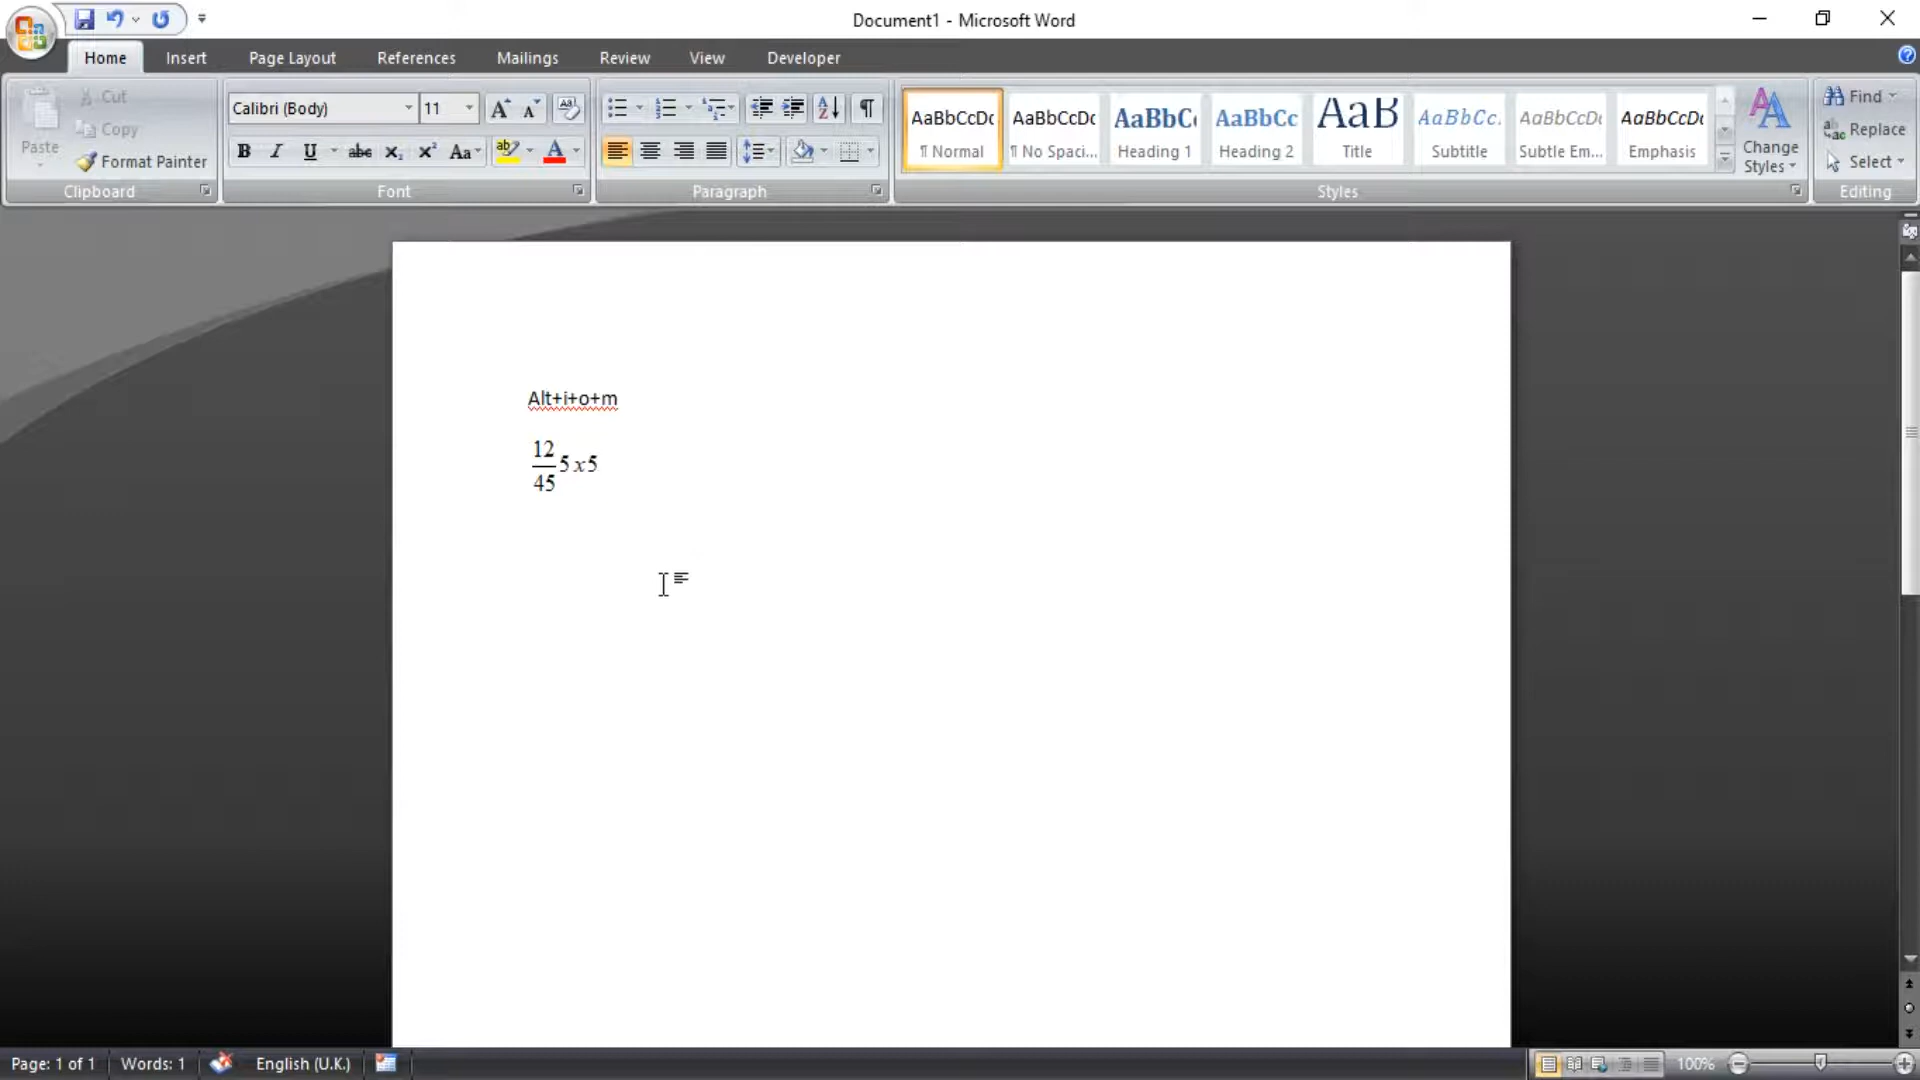 Document1 - Microsoft Word
Home Insert Page Layout References Mailings Review View Developer
Paste
Cut
Copy
Format Painter
Clipboard
Calibri (Body) 11
Font
Paragraph
AaBbCcDc AaBbCcDc AaBbC AaBbCc AaB AaBbCc. AaBbCcDc AaBbCcDc
¶ Normal ¶ No Spaci... Heading 1 Heading 2 Title Subtitle Subtle Em... Emphasis
Change
Styles
Styles
Find
Replace
Select
Editing
Alt+i+o+m
12
45 5x5
Page: 1 of 1 Words: 1 English (U.K.) 100%